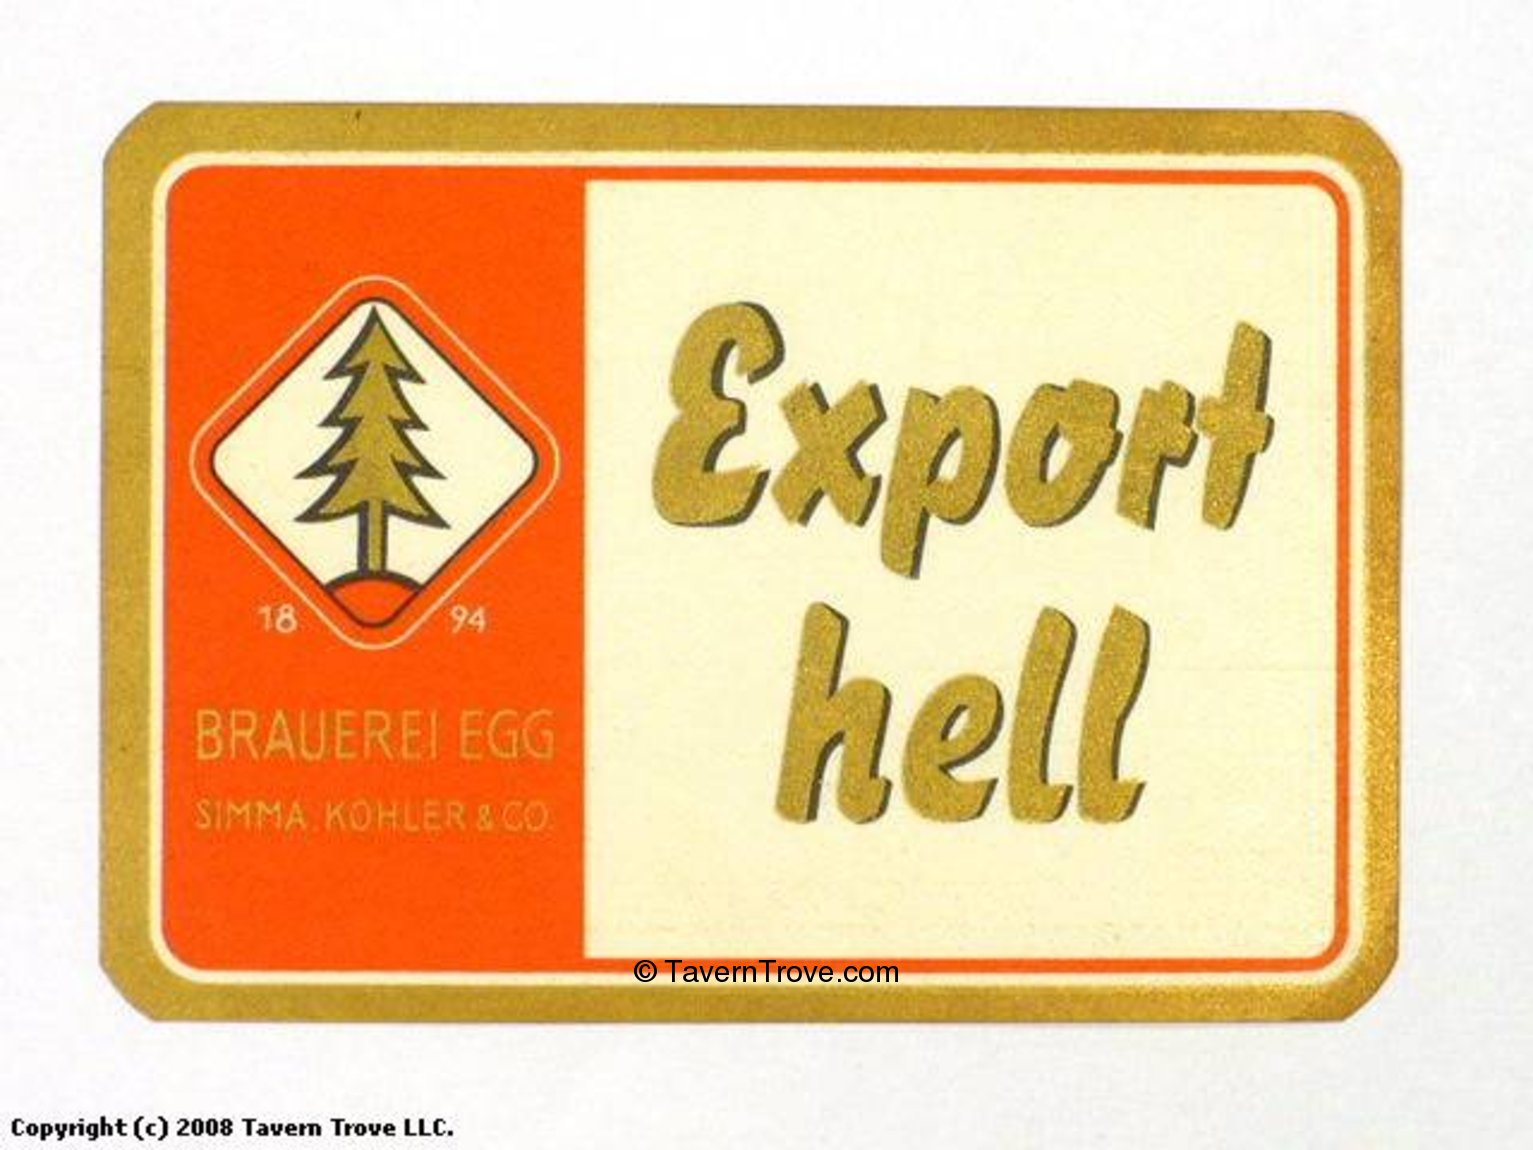 Export
hell
18 94
BRAUEREI EGG
SIMMA, KOHLER & CO.
© TavernTrove.com
Copyright (c) 2008 Tavern Trove LLC.